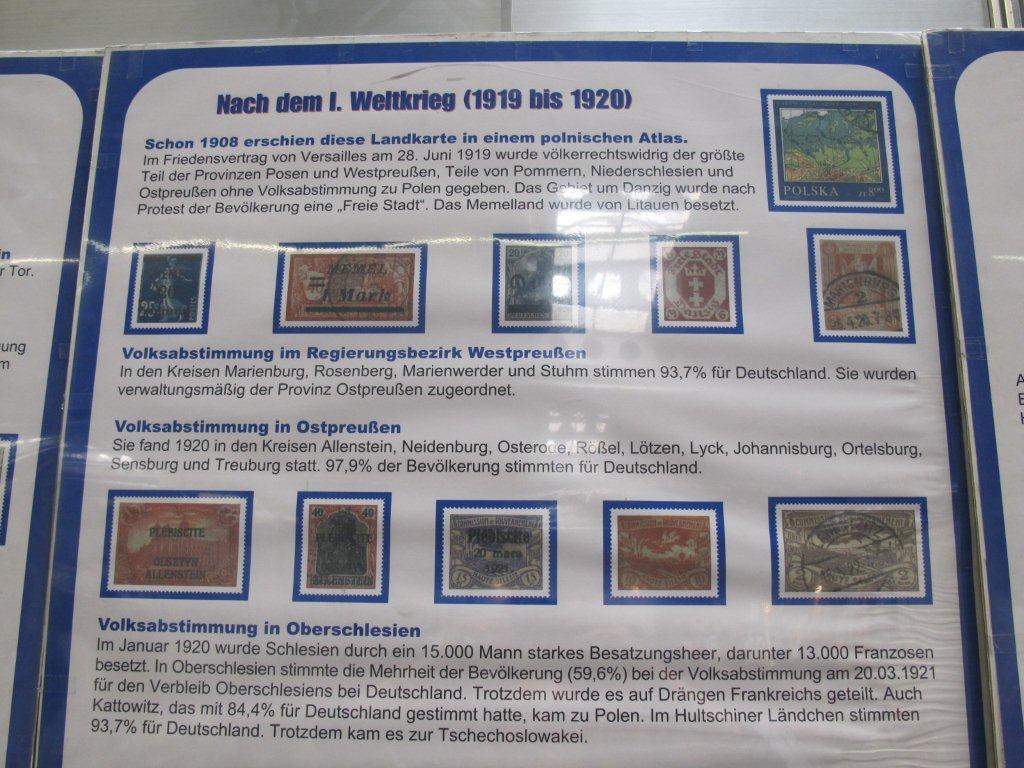 Nach dem I. Weltkrieg (1919 bis 1920)
Schon 1908 erschien diese Landkarte in einem polnischen Atlas.
Im Friedensvertrag von Versailles am 28. Juni 1919 wurde völkerrechtswidrig der größte
Teil der Provinzen Posen und Westpreußen, Teile von Pommern, Niederschlesien und
Ostpreußen ohne Volksabstimmung zu Polen gegeben. Das Gebiet um Danzig wurde nach
Protest der Bevölkerung eine „Freie Stadt“. Das Memelland wurde von Litauen besetzt.
POLSKA
r Tor.
MEMEL
1 Mark
Volksabstimmung im Regierungsbezirk Westpreußen
In den Kreisen Marienburg, Rosenberg, Marienwerder und Stuhm stimmen 93,7% für Deutschland. Sie wurden
verwaltungsmäßig der Provinz Ostpreußen zugeordnet.
Volksabstimmung in Ostpreußen
Sie fand 1920 in den Kreisen Allenstein, Neidenburg, Osterode, Rößel, Lötzen, Lyck, Johannisburg, Ortelsburg,
Sensburg und Treuburg statt. 97,9% der Bevölkerung stimmten für Deutschland.
PLÉBISCITE
OLSZTYN
ALLENSTEIN
40 40
Plébiscite
20 mars
1921
15 15
2
Volksabstimmung in Oberschlesien
Im Januar 1920 wurde Schlesien durch ein 15.000 Mann starkes Besatzungsheer, darunter 13.000 Franzosen
besetzt. In Oberschlesien stimmte die Mehrheit der Bevölkerung (59,6%) bei der Volksabstimmung am 20.03.1921
für den Verbleib Oberschlesiens bei Deutschland. Trotzdem wurde es auf Drängen Frankreichs geteilt. Auch
Kattowitz, das mit 84,4% für Deutschland gestimmt hatte, kam zu Polen. Im Hultschiner Ländchen stimmten
93,7% für Deutschland. Trotzdem kam es zur Tschechoslowakei.